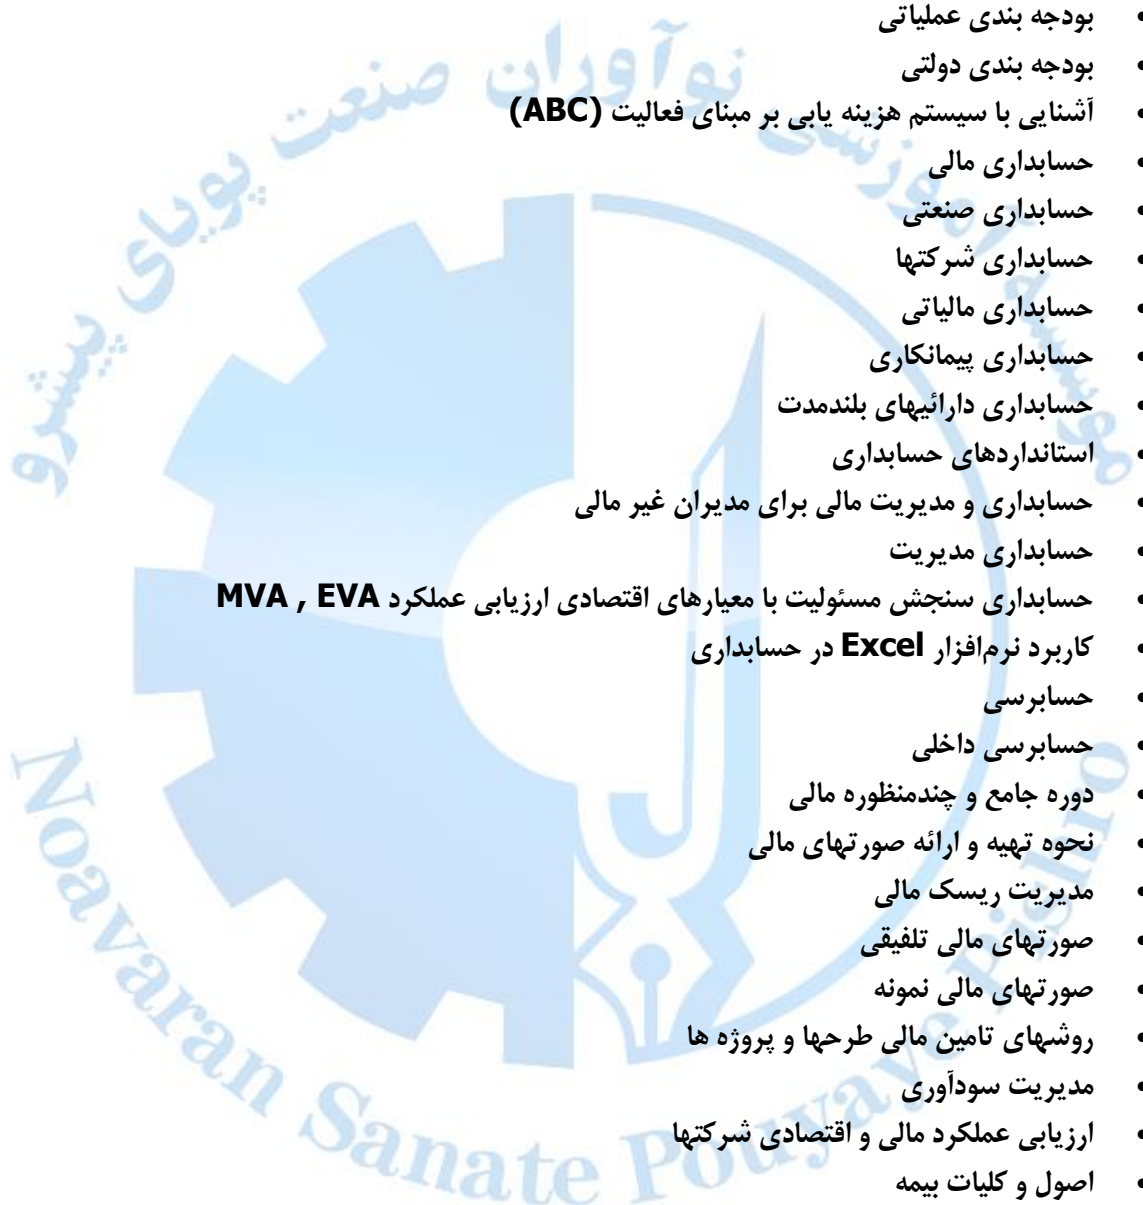 • بودجه بندی عملیاتی
• بودجه بندی دولتی
• آشنایی با سیستم هزینه یابی بر مبنای فعالیت (ABC)
• حسابداری مالی
• حسابداری صنعتی
• حسابداری شرکتها
• حسابداری مالیاتی
• حسابداری پیمانکاری
• حسابداری دارائیهای بلندمدت
• استانداردهای حسابداری
• حسابداری و مدیریت مالی برای مدیران غیر مالی
• حسابداری مدیریت
• حسابداری سنجش مسئولیت با معیارهای اقتصادی ارزیابی عملکرد MVA , EVA
• کاربرد نرم‌افزار Excel در حسابداری
• حسابرسی
• حسابرسی داخلی
• دوره جامع و چندمنظوره مالی
• نحوه تهیه و ارائه صورتهای مالی
• مدیریت ریسک مالی
• صورتهای مالی تلفیقی
• صورتهای مالی نمونه
• روشهای تامین مالی طرحها و پروژه ها
• مدیریت سودآوری
• ارزیابی عملکرد مالی و اقتصادی شرکتها
• اصول و کلیات بیمه
موسسه آموزشی نوآوران صنعت پویای پیشرو
Noavaran Sanate Pouyaye Pishro